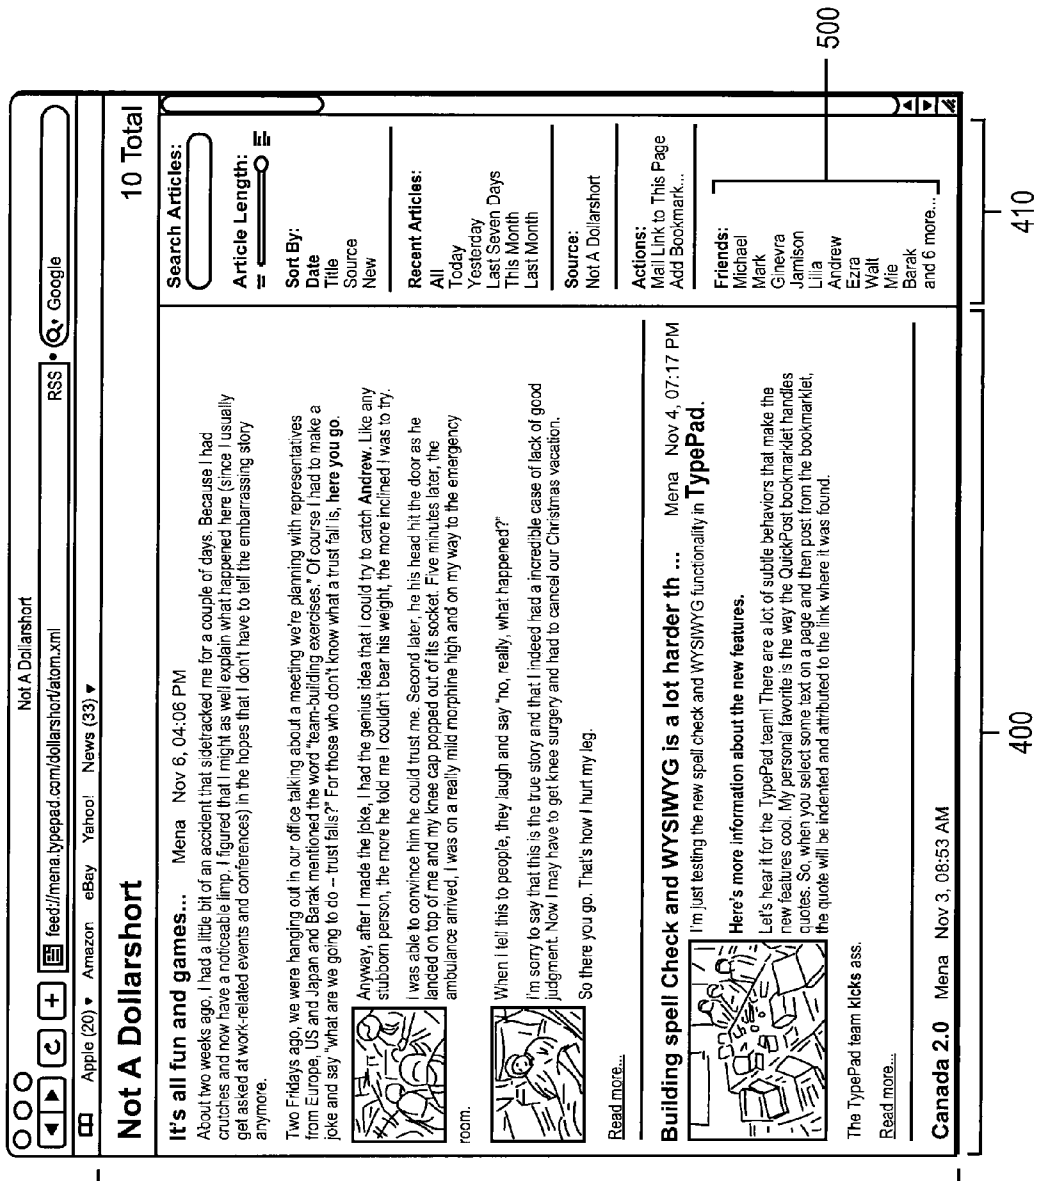 Not A Dollarshort
feed://mena.typepad.com/dollarshort/atom.xml
RSS
Google
Apple (20) Amazon eBay Yahoo! News (33)
Not A Dollarshort
10 Total
It's all fun and games... Mena Nov 6, 04:06 PM
About two weeks ago, I had a little bit of an accident that sidetracked me for a couple of days. Because I had
crutches and now have a noticeable limp, I figured that I might as well explain what happened here (since I usually
get asked at work-related events and conferences) in the hopes that I don't have to tell the embarrassing story
anymore.
Two Fridays ago, we were hanging out in our office talking about a meeting we're planning with representatives
from Europe, US and Japan and Barak mentioned the word "team-building exercises." Of course I had to make a
joke and say "what are we going to do – trust falls?" For those who don't know what a trust fall is, here you go.
Anyway, after I made the joke, I had the genius idea that I could try to catch Andrew. Like any
stubborn person, the more he told me I couldn't bear his weight, the more inclined I was to try.
I was able to convince him he could trust me. Second later, he his head hit the door as he
landed on top of me and my knee cap popped out of its socket. Five minutes later, the
ambulance arrived, I was on a really mild morphine high and on my way to the emergency
room.
When I tell this to people, they laugh and say "no, really, what happened?"
I'm sorry to say that this is the true story and that I indeed had a incredible case of lack of good
judgment. Now I may have to get knee surgery and had to cancel our Christmas vacation.
So there you go. That's how I hurt my leg.
Read more...
Building spell Check and WYSIWYG is a lot harder th ... Mena Nov 4, 07:17 PM
I'm just testing the new spell check and WYSIWYG functionality in TypePad.
Here's more information about the new features.
Let's hear it for the TypePad team! There are a lot of subtle behaviors that make the
new features cool. My personal favorite is the way the QuickPost bookmarklet handles
quotes. So, when you select some text on a page and then post from the bookmarklet,
the quote will be indented and attributed to the link where it was found.
The TypePad team kicks ass.
Read more...
Canada 2.0 Mena Nov 3, 08:53 AM
Search Articles:
Article Length:
Sort By:
Date
Title
Source
New
Recent Articles:
All
Today
Yesterday
Last Seven Days
This Month
Last Month
Source:
Not A Dollarshort
Actions:
Mail Link to This Page
Add Bookmark...
Friends:
Michael
Mark
Ginevra
Jamison
Lilia
Andrew
Ezra
Walt
Mie
Barak
and 6 more...
400
410
500